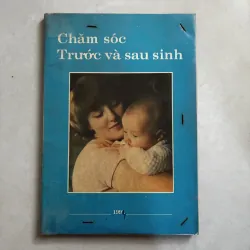 Chăm sóc
Trước và sau sinh